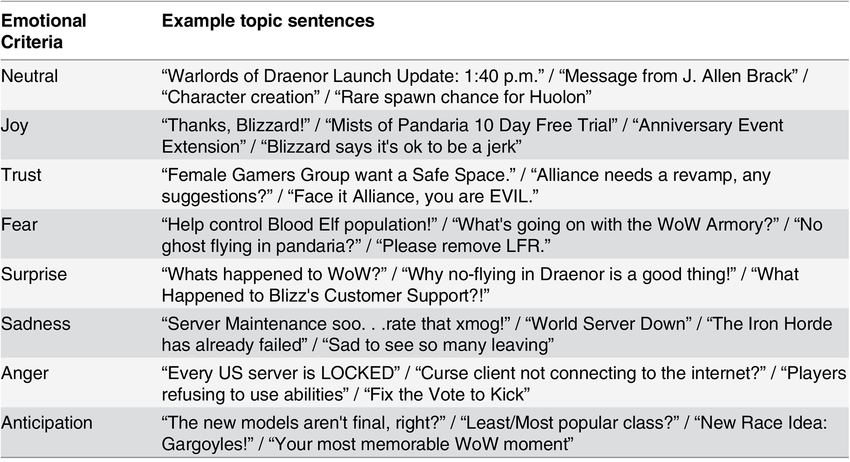 Emotional Example topic sentences
Criteria
Neutral “Warlords of Draenor Launch Update: 1:40 p.m.” / “Message from J. Allen Brack” /
“Character creation” / “Rare spawn chance for Huolon”
Joy “Thanks, Blizzard!” / “Mists of Pandaria 10 Day Free Trial” / “Anniversary Event
Extension” / “Blizzard says it's ok to be a jerk”
Trust “Female Gamers Group want a Safe Space.” / “Alliance needs a revamp, any
suggestions?” / “Face it Alliance, you are EVIL.”
Fear “Help control Blood Elf population!” / “What's going on with the WoW Armory?” / “No
ghost flying in pandaria?” / “Please remove LFR.”
Surprise “Whats happened to WoW?” / “Why no-flying in Draenor is a good thing!” / “What
Happened to Blizz's Customer Support?!”
Sadness “Server Maintenance soo. . .rate that xmog!” / “World Server Down” / “The Iron Horde
has already failed” / “Sad to see so many leaving”
Anger “Every US server is LOCKED” / “Curse client not connecting to the internet?” / “Players
refusing to use abilities” / “Fix the Vote to Kick”
Anticipation “The new models aren't final, right?” / “Least/Most popular class?” / “New Race Idea:
Gargoyles!” / “Your most memorable WoW moment”